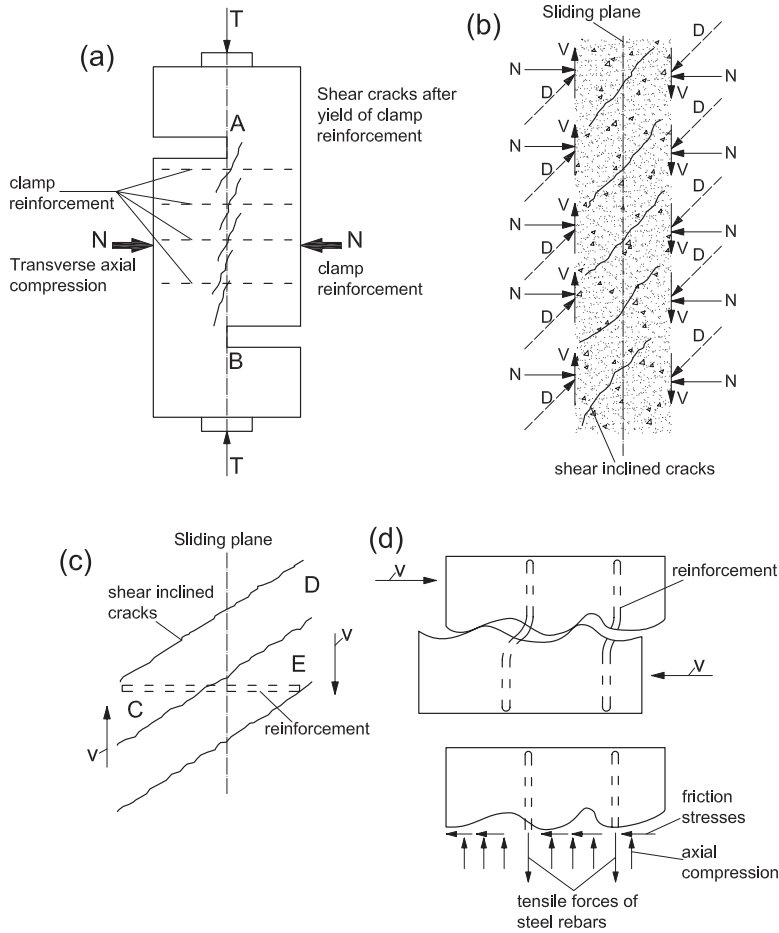 (a)
T
A
Shear cracks after
yield of clamp
reinforcement
clamp
reinforcement
N
N
Transverse axial
compression
clamp
reinforcement
B
T
(b)
Sliding plane
V
D
N
N
D
V
V
D
N
N
D
V
V
D
N
N
D
V
V
D
N
N
D
V
V
D
N
N
D
V
shear inclined cracks
(c)
Sliding plane
shear inclined
cracks
D
V
E
C
reinforcement
V
(d)
V
reinforcement
V
friction
stresses
axial
compression
tensile forces of
steel rebars